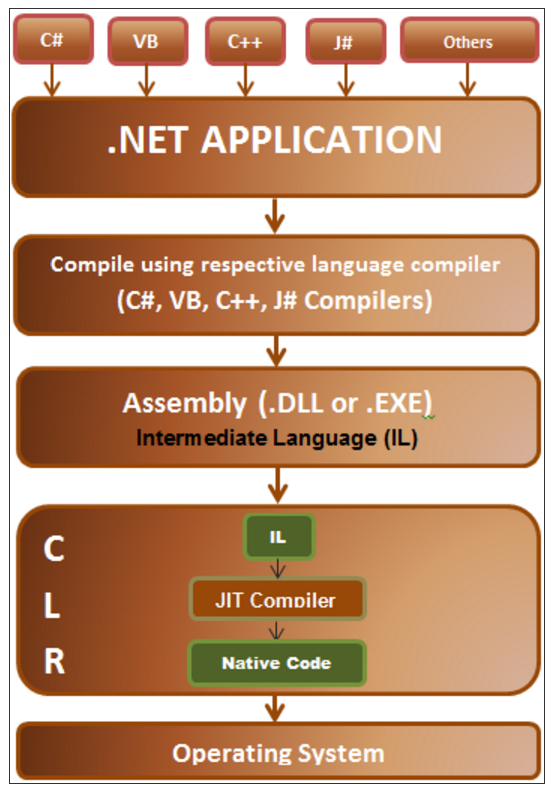 C#
VB
C++
J#
Others
.NET APPLICATION
Compile using respective language compiler
(C#, VB, C++, J# Compilers)
Assembly (.DLL or .EXE)
Intermediate Language (IL)
C
L
R
IL
JIT Compiler
Native Code
Operating System